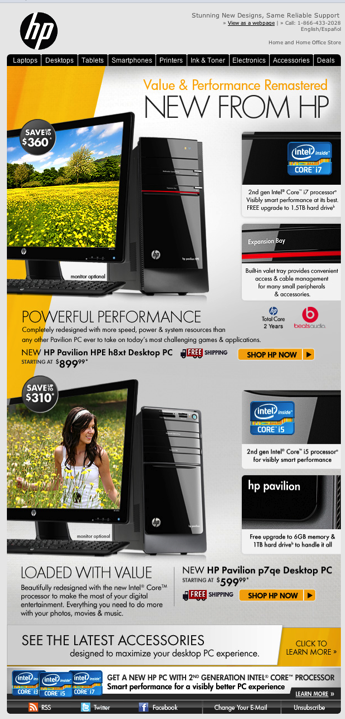 Stunning New Designs, Same Reliable Support
» View as a webpage | » Call: 1-866-433-2028
English/Español
hp
Home and Home Office Store
Laptops Desktops Tablets Smartphones Printers Ink & Toner Electronics Accessories Deals
Value & Performance Remastered
NEW FROM HP
SAVE UP TO
$360*
intel inside™
CORE™ i7
2nd gen Intel® Core™ i7 processor*
Visibly smart performance at its best.
FREE upgrade to 1.5TB hard drive
Expansion Bay
Built-in valet tray provides convenient
access & cable management
for many small peripherals
& accessories.
monitor optional
POWERFUL PERFORMANCE
Completely redesigned with more speed, power & system resources than
any other Pavilion PC ever to take on today's most challenging games & applications.
HP
Total Care
2 Years
beatsaudio
NEW HP Pavilion HPE h8xt Desktop PC
STARTING AT $899.99*
FREE SHIPPING
SHOP HP NOW
SAVE UP TO
$310*
intel inside™
CORE™ i5
2nd gen Intel® Core™ i5 processor*
for visibly smart performance
hp pavilion
Free upgrade to 6GB memory &
1TB hard drive to handle it all
monitor optional
LOADED WITH VALUE
Beautifully redesigned with the new Intel® Core™
processor to make the most of your digital
entertainment. Everything you need to do more
with your photos, movies & music.
NEW HP Pavilion p7qe Desktop PC
STARTING AT $599.99*
FREE SHIPPING
SHOP HP NOW
SEE THE LATEST ACCESSORIES
designed to maximize your desktop PC experience.
CLICK TO
LEARN MORE »
intel inside CORE i3
intel inside CORE i5
intel inside CORE i7
GET A NEW HP PC WITH 2ND GENERATION INTEL® CORE™ PROCESSOR
Smart performance for a visibly better PC experience
LEARN MORE »
RSS Twitter Facebook Change Your E-Mail Unsubscribe